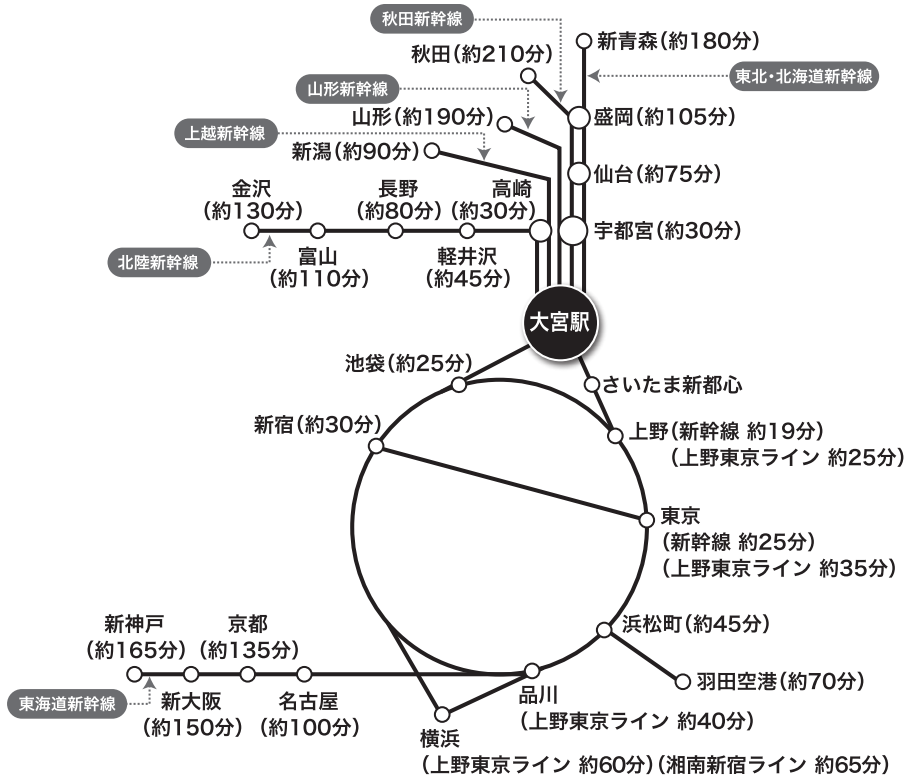 秋田新幹線
新青森(約180分)
秋田(約210分)
東北・北海道新幹線
山形新幹線
山形(約190分)
盛岡(約105分)
上越新幹線
新潟(約90分)
仙台(約75分)
金沢
(約130分)
長野
(約80分)
高崎
(約30分)
宇都宮(約30分)
北陸新幹線
富山
(約110分)
軽井沢
(約45分)
大宮駅
池袋(約25分)
さいたま新都心
新宿(約30分)
上野(新幹線 約19分)
(上野東京ライン 約25分)
東京
(新幹線 約25分)
(上野東京ライン 約35分)
新神戸
(約165分)
京都
(約135分)
浜松町(約45分)
羽田空港(約70分)
東海道新幹線
新大阪
(約150分)
名古屋
(約100分)
品川
(上野東京ライン 約40分)
横浜
(上野東京ライン 約60分)(湘南新宿ライン 約65分)